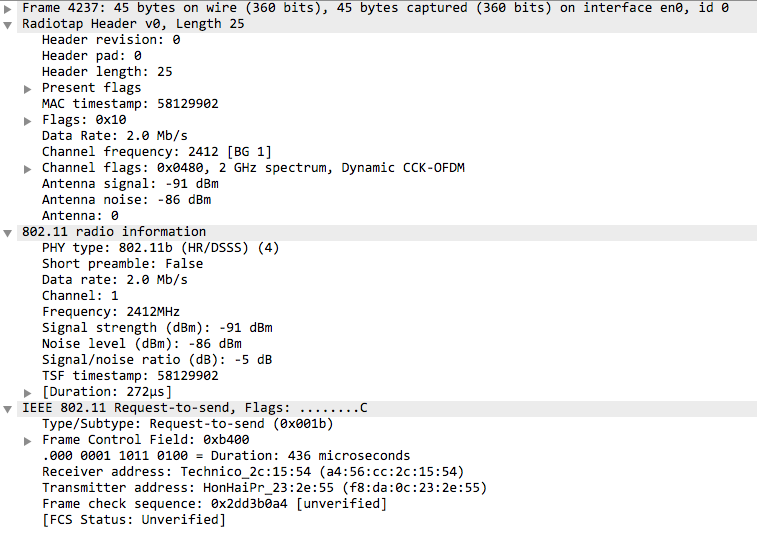 Frame 4237: 45 bytes on wire (360 bits), 45 bytes captured (360 bits) on interface en0, id 0
Radiotap Header v0, Length 25
Header revision: 0
Header pad: 0
Header length: 25
Present flags
MAC timestamp: 58129902
Flags: 0x10
Data Rate: 2.0 Mb/s
Channel frequency: 2412 [BG 1]
Channel flags: 0x0480, 2 GHz spectrum, Dynamic CCK-OFDM
Antenna signal: -91 dBm
Antenna noise: -86 dBm
Antenna: 0
802.11 radio information
PHY type: 802.11b (HR/DSSS) (4)
Short preamble: False
Data rate: 2.0 Mb/s
Channel: 1
Frequency: 2412MHz
Signal strength (dBm): -91 dBm
Noise level (dBm): -86 dBm
Signal/noise ratio (dB): -5 dB
TSF timestamp: 58129902
[Duration: 272µs]
IEEE 802.11 Request-to-send, Flags: ........C
Type/Subtype: Request-to-send (0x001b)
Frame Control Field: 0xb400
.000 0001 1011 0100 = Duration: 436 microseconds
Receiver address: Technico_2c:15:54 (a4:56:cc:2c:15:54)
Transmitter address: HonHaiPr_23:2e:55 (f8:da:0c:23:2e:55)
Frame check sequence: 0x2dd3b0a4 [unverified]
[FCS Status: Unverified]